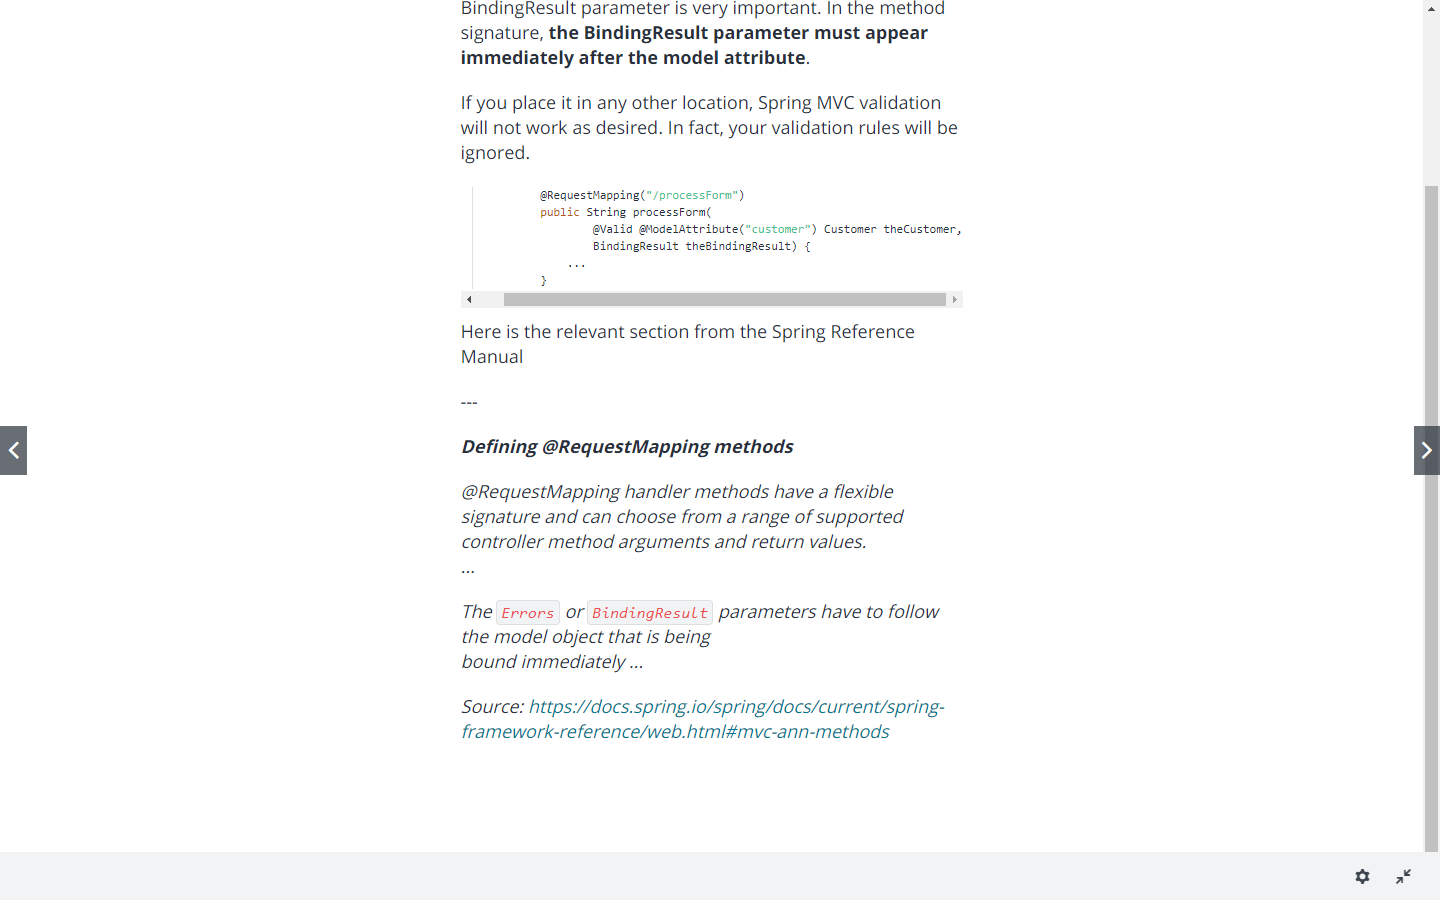 BindingResult parameter is very important. In the method
signature, the BindingResult parameter must appear
immediately after the model attribute.
If you place it in any other location, Spring MVC validation
will not work as desired. In fact, your validation rules will be
ignored.
@RequestMapping("/processForm")
public String processForm(
@Valid @ModelAttribute("customer") Customer theCustomer,
BindingResult theBindingResult) {
...
}
Here is the relevant section from the Spring Reference
Manual
---
Defining @RequestMapping methods
@RequestMapping handler methods have a flexible
signature and can choose from a range of supported
controller method arguments and return values.
...
The Errors or BindingResult parameters have to follow
the model object that is being
bound immediately ...
Source: https://docs.spring.io/spring/docs/current/spring-
framework-reference/web.html#mvc-ann-methods